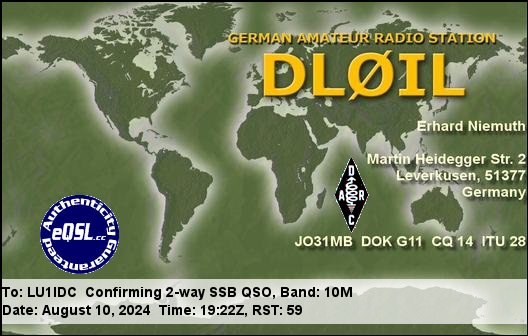 GERMAN AMATEUR RADIO STATION
DLØIL
Erhard Niemuth
Martin Heidegger Str. 2
Leverkusen, 51377
Germany
D
A R
C
JO31MB DOK G11 CQ 14 ITU 28
Authenticity
eQSL.cc
Guaranteed
To: LU1IDC Confirming 2-way SSB QSO, Band: 10M
Date: August 10, 2024 Time: 19:22Z, RST: 59